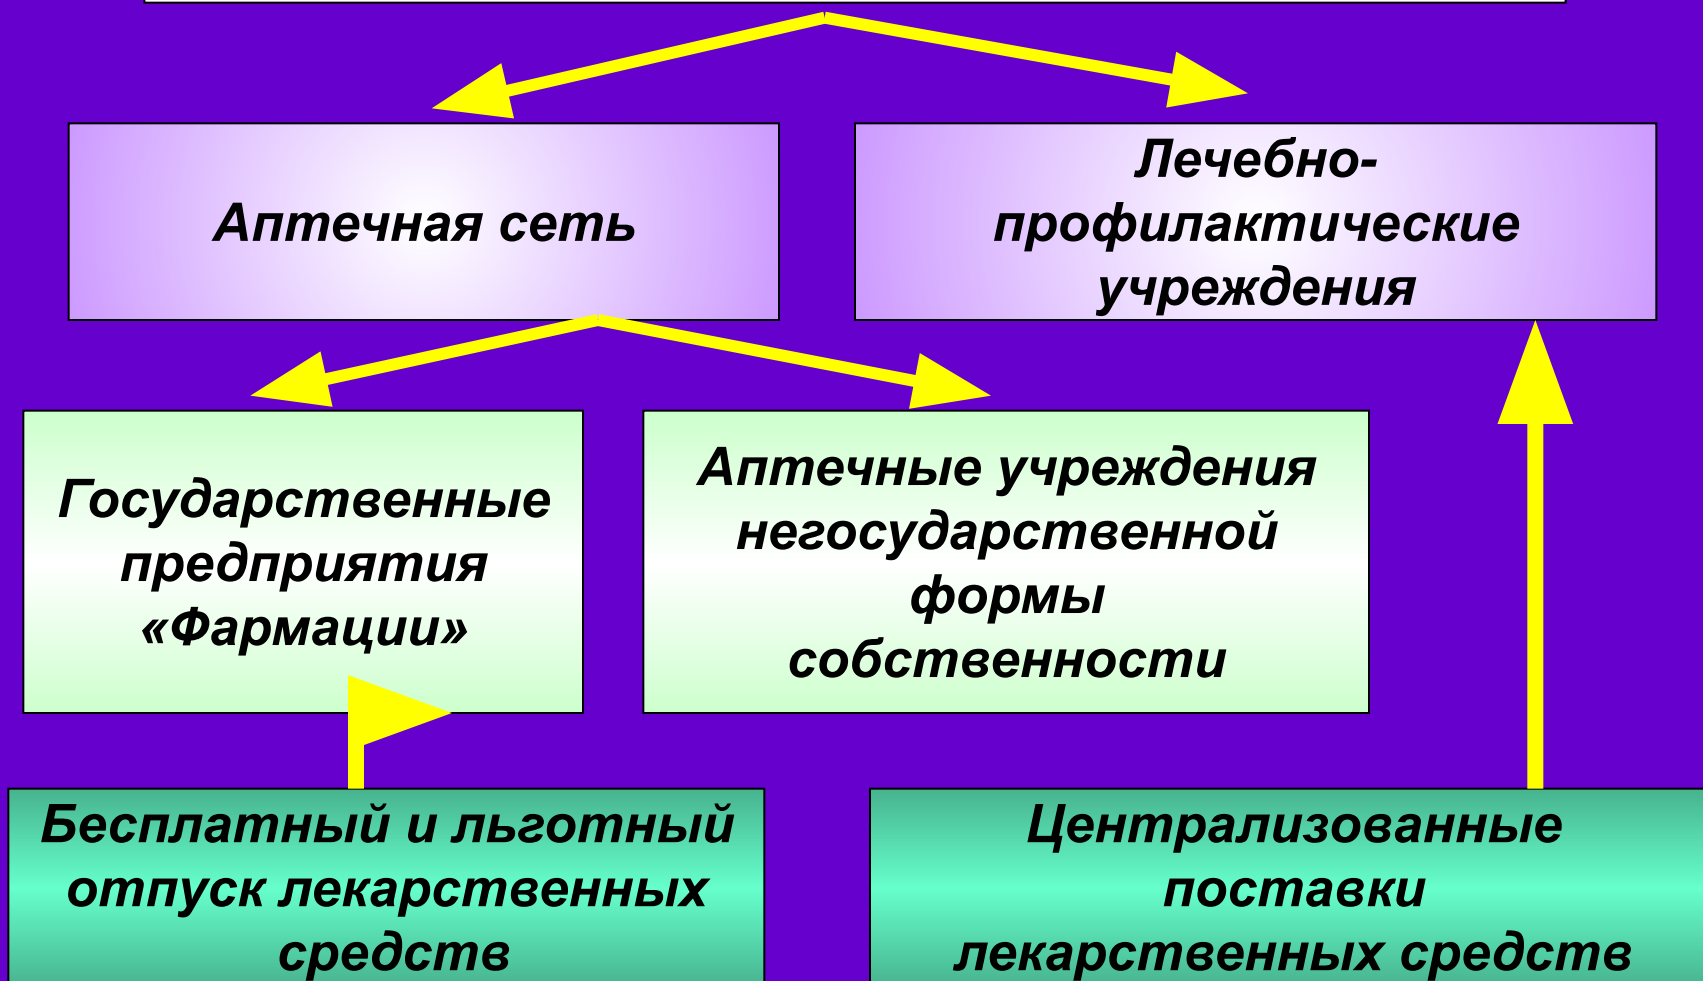 Аптечная сеть
Лечебно-
профилактические
учреждения
Государственные
предприятия
«Фармации»
Аптечные учреждения
негосударственной
формы
собственности
Бесплатный и льготный
отпуск лекарственных
средств
Централизованные
поставки
лекарственных средств